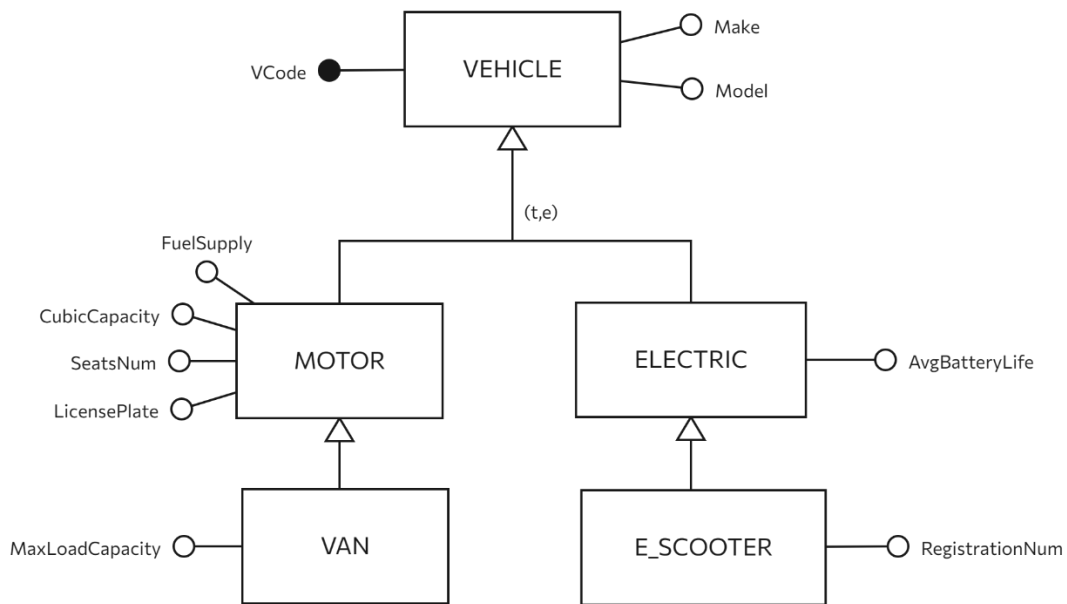 Make
VEHICLE
VCode
Model
(t,e)
FuelSupply
CubicCapacity
SeatsNum
MOTOR
ELECTRIC
AvgBatteryLife
LicensePlate
MaxLoadCapacity
VAN
E_SCOOTER
RegistrationNum